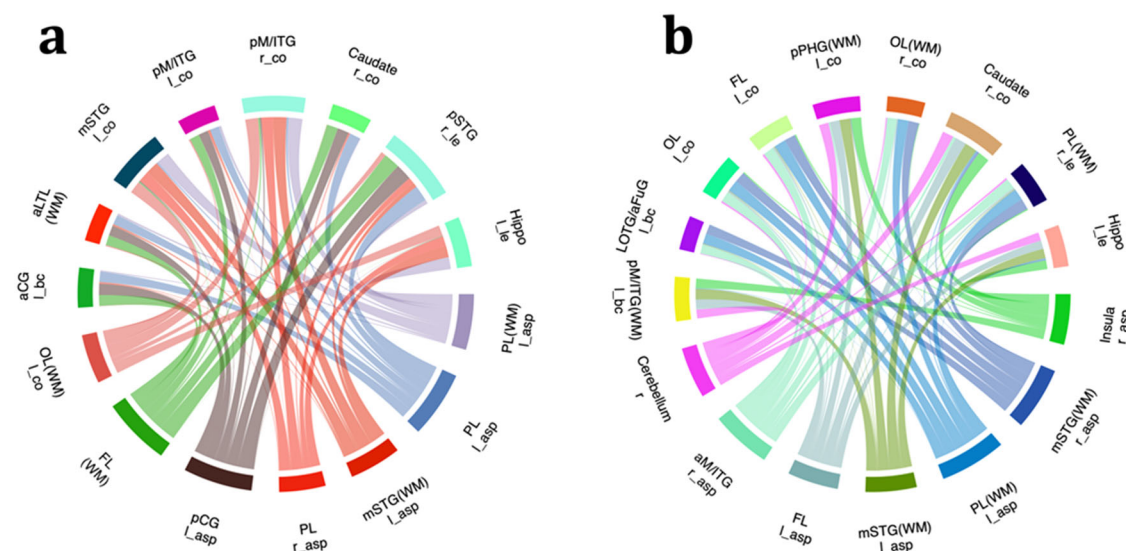 a
pM/ITG
l_co
pM/ITG
r_co
Caudate
r_co
pSTG
r_le
Hippo
l_le
PL(WM)
l_asp
PL
l_asp
mSTG(WM)
l_asp
PL
r_asp
pCG
l_asp
FL
(WM)
OL(WM)
l_co
aCG
l_bc
aLTL
(WM)
mSTG
l_co
b
pPHG(WM)
l_co
OL(WM)
r_co
Caudate
r_co
PL(WM)
r_le
Hippo
l_le
Insula
r_asp
mSTG(WM)
r_asp
PL(WM)
l_asp
mSTG(WM)
l_asp
FL
l_asp
aM/ITG
r_asp
Cerebellum
r
pM/ITG(WM)
l_bc
LOTG/aFuG
l_bc
OL
l_co
FL
l_co